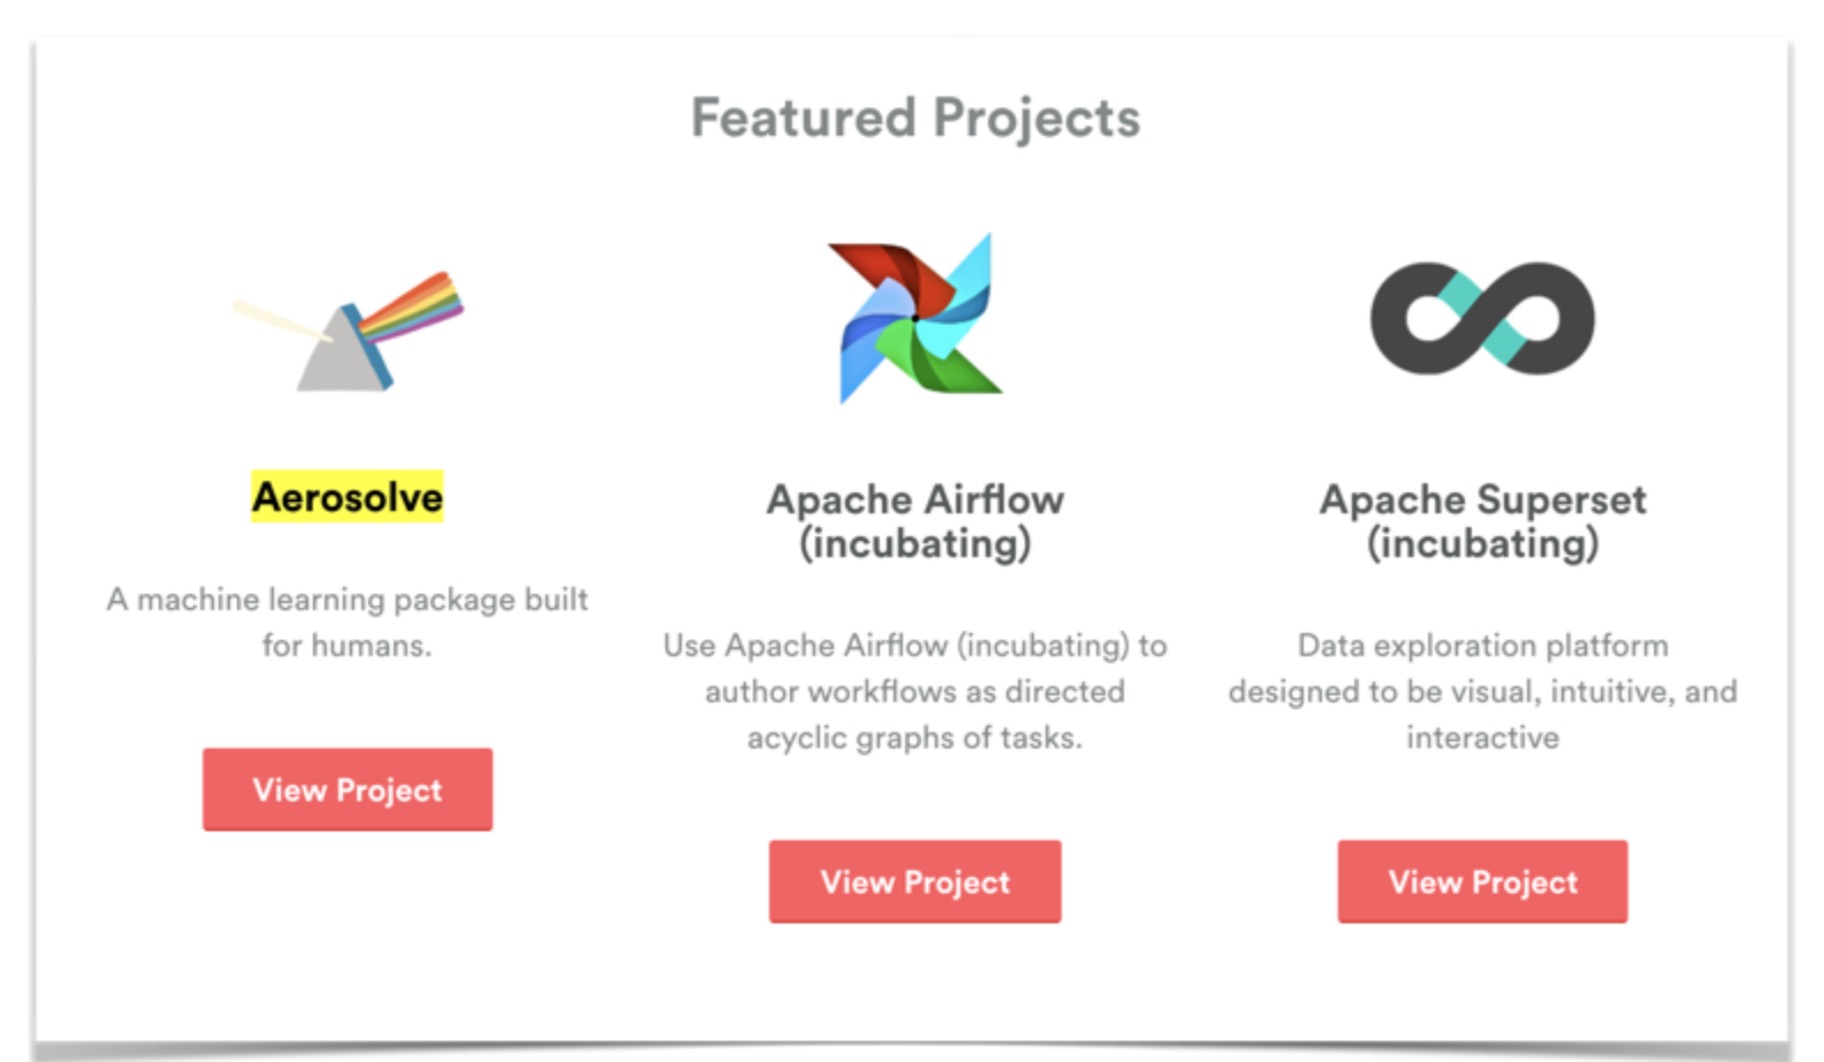 Featured Projects
Aerosolve
A machine learning package built
for humans.
View Project
Apache Airflow
(incubating)
Use Apache Airflow (incubating) to
author workflows as directed
acyclic graphs of tasks.
View Project
Apache Superset
(incubating)
Data exploration platform
designed to be visual, intuitive, and
interactive
View Project